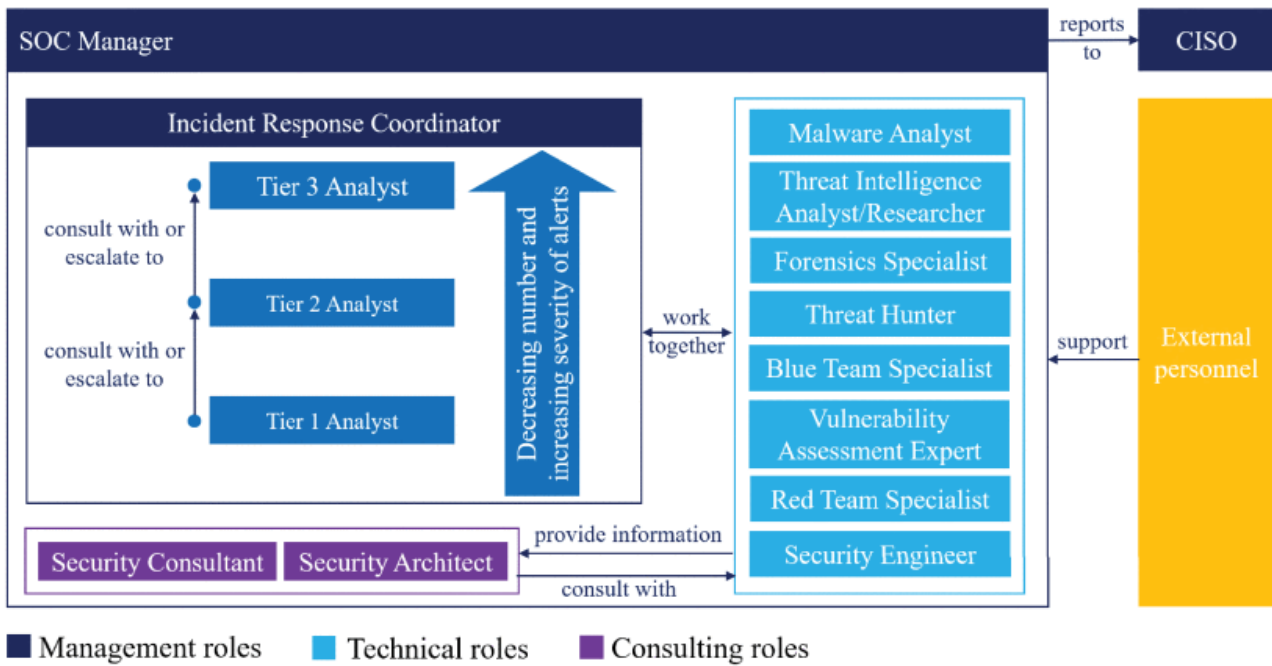 SOC Manager
reports
to
CISO
Incident Response Coordinator
Tier 3 Analyst
consult with or
escalate to
Tier 2 Analyst
consult with or
escalate to
Tier 1 Analyst
Decreasing number and
increasing severity of alerts
work
together
Malware Analyst
Threat Intelligence
Analyst/Researcher
Forensics Specialist
Threat Hunter
Blue Team Specialist
Vulnerability
Assessment Expert
Red Team Specialist
Security Engineer
support
External
personnel
Security Consultant
Security Architect
provide information
consult with
Management roles
Technical roles
Consulting roles